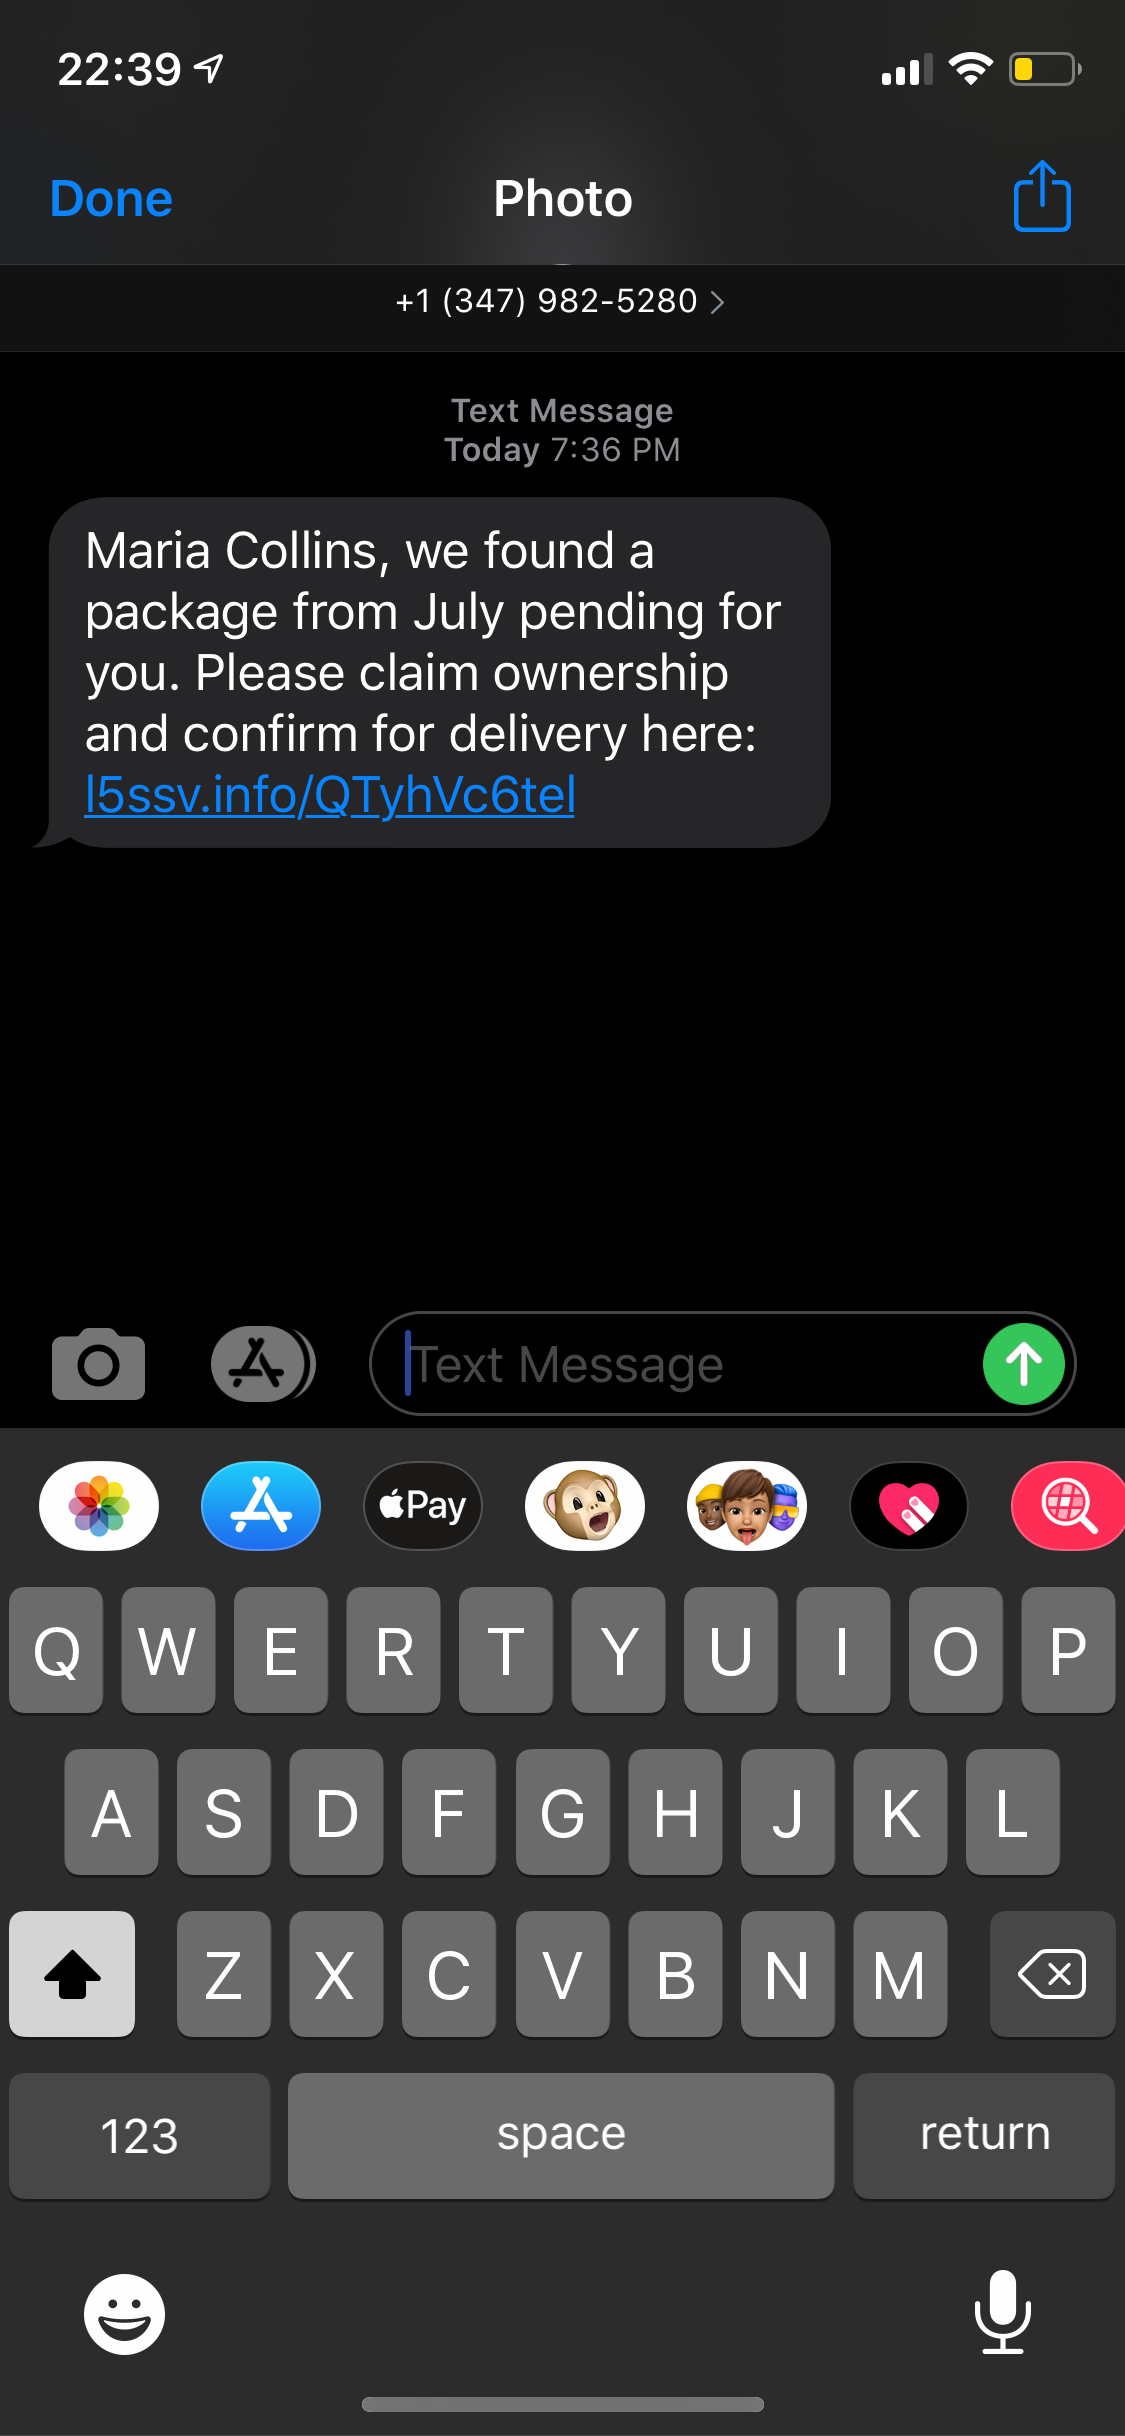 22:39
Done Photo
+1 (347) 982-5280
Text Message
Today 7:36 PM
Maria Collins, we found a
package from July pending for
you. Please claim ownership
and confirm for delivery here:
l5ssv.info/QTyhVc6tel
Text Message
Pay
Q W E R T Y U I O P
A S D F G H J K L
Z X C V B N M
123 space return